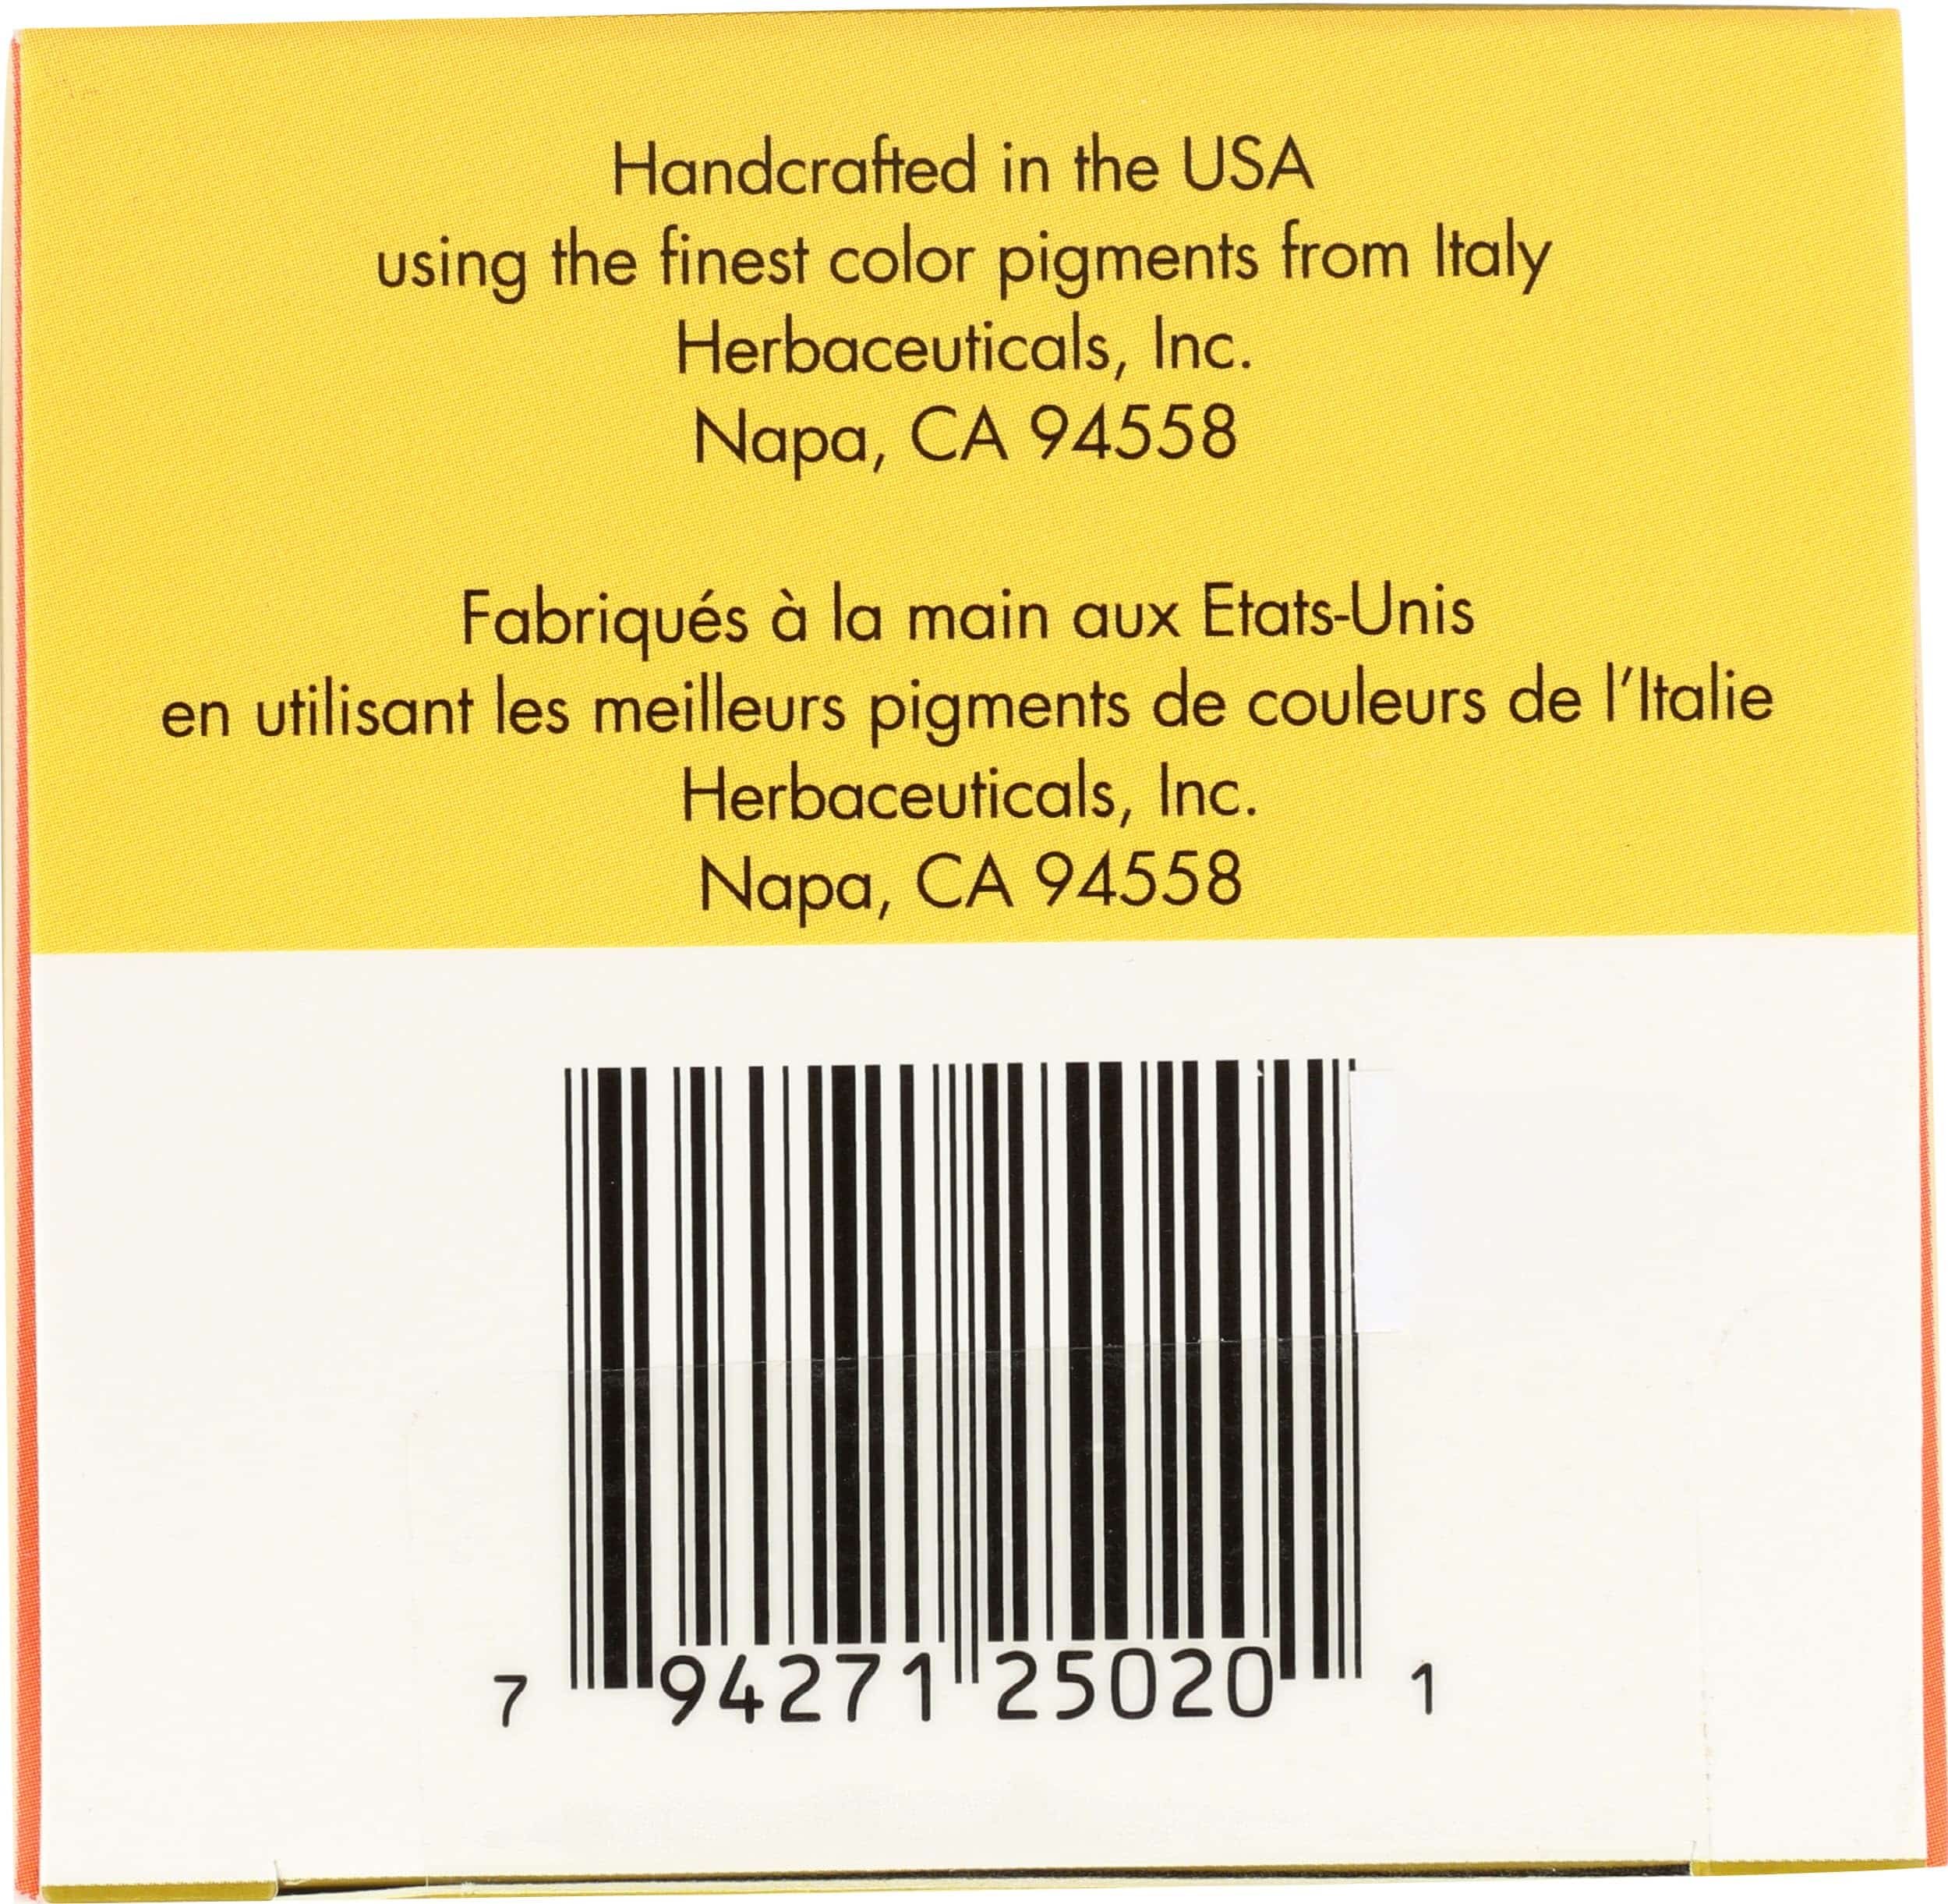 Handcrafted in the USA
using the finest color pigments from Italy
Herbaceuticals, Inc.
Napa, CA 94558
Fabriqués à la main aux Etats-Unis
en utilisant les meilleurs pigments de couleurs de l'Italie
Herbaceuticals, Inc.
Napa, CA 94558
7 94271 25020 1